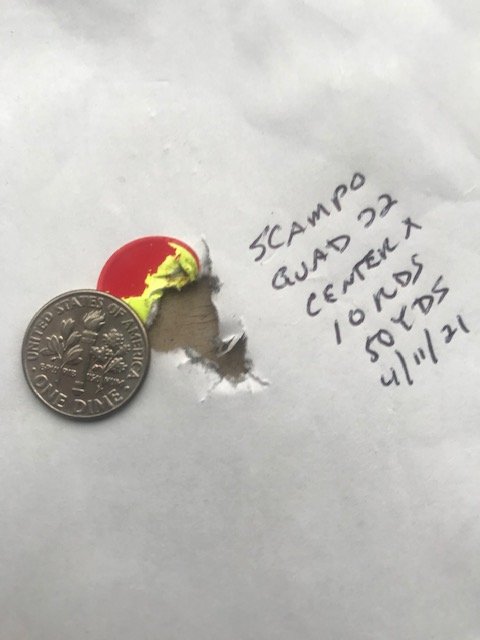 SCAMPO
QUAD 22
CENTER X
10 RDS
50 YDS
4/11/21
UNITED STATES OF AMERICA
ONE DIME